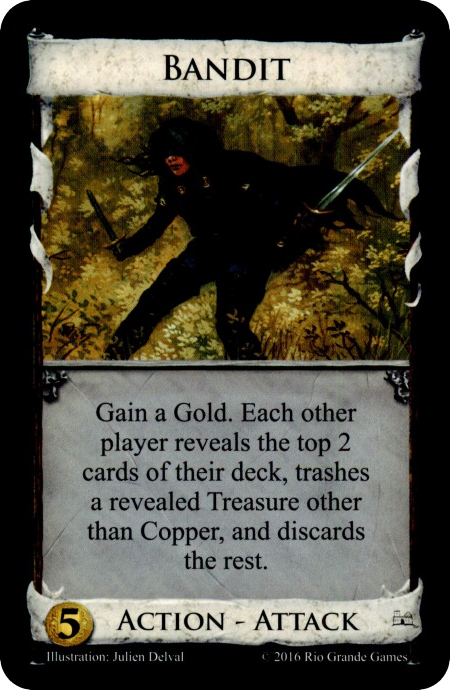 BANDIT
Gain a Gold. Each other
player reveals the top 2
cards of their deck, trashes
a revealed Treasure other
than Copper, and discards
the rest.
5 ACTION - ATTACK
Illustration: Julien Delval © 2016 Rio Grande Games